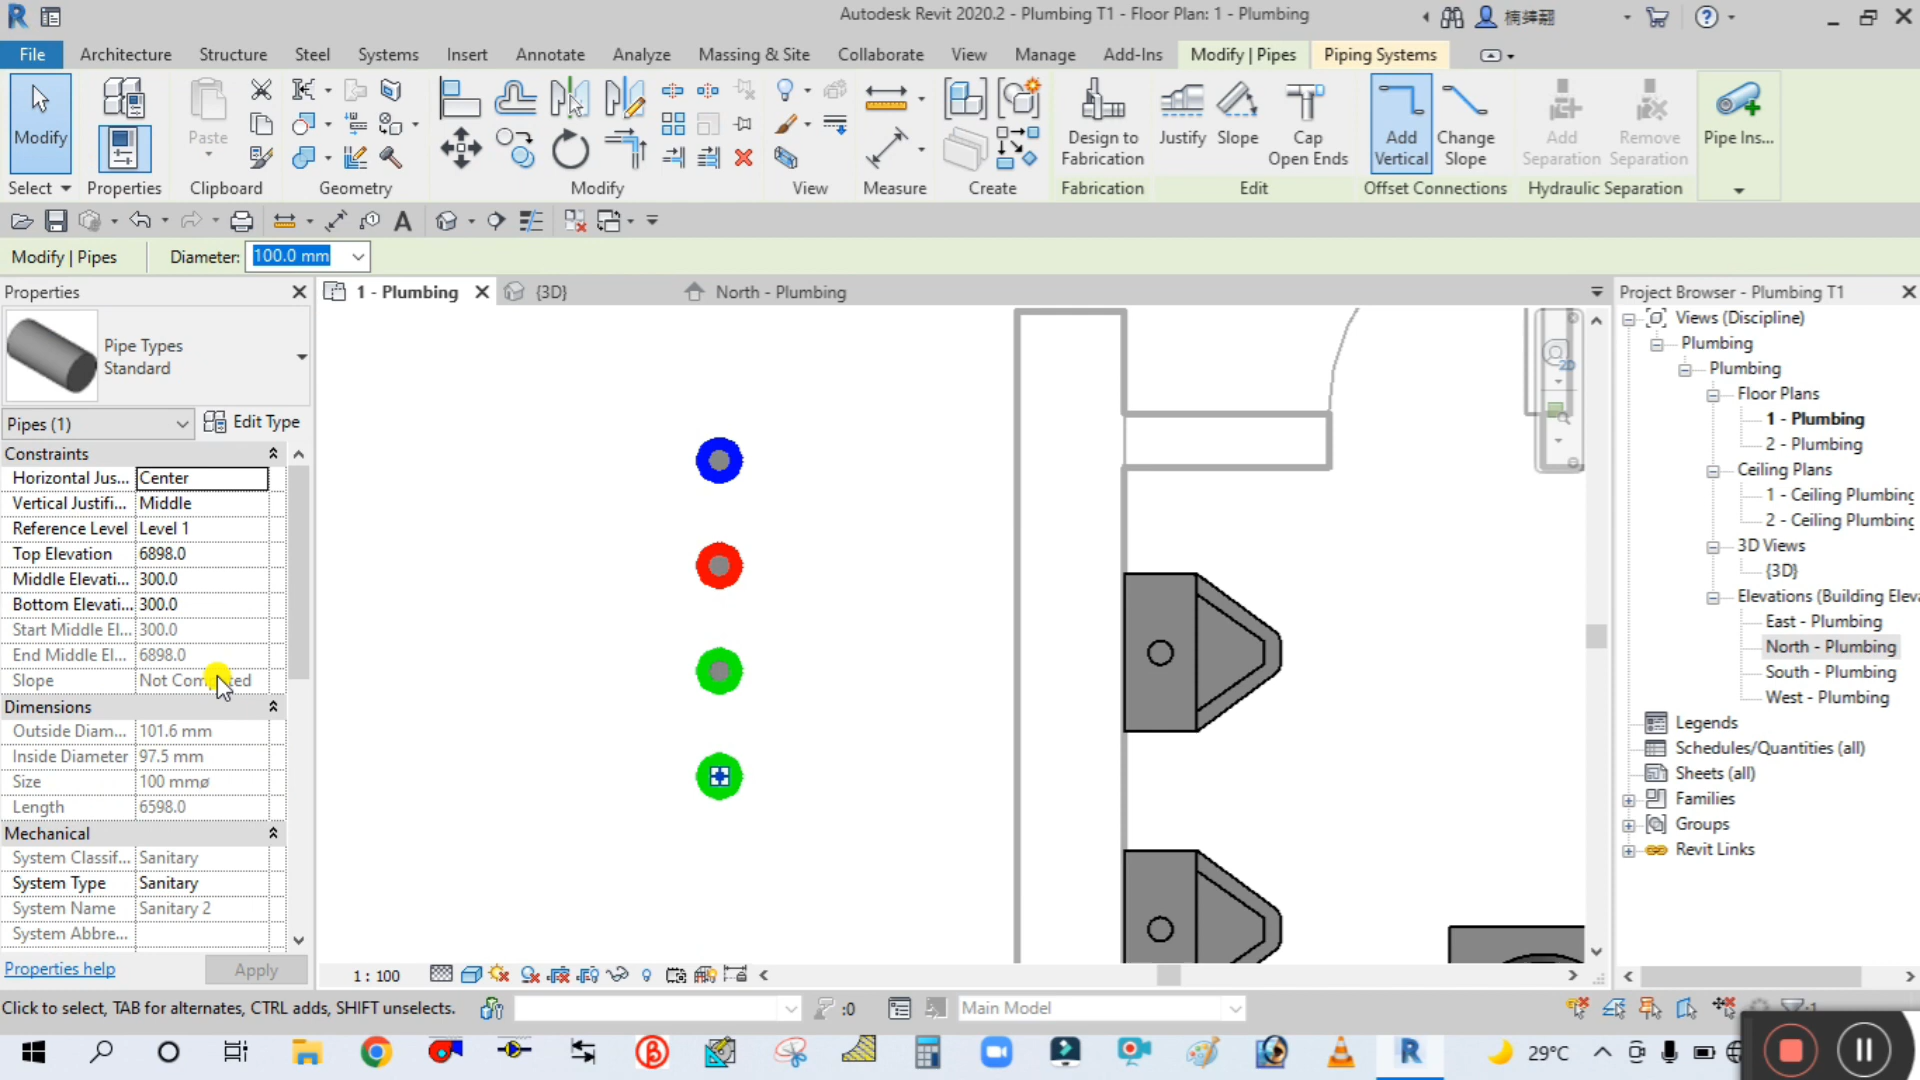 Autodesk Revit 2020.2 - Plumbing T1 - Floor Plan: 1 - Plumbing
File Architecture Structure Steel Systems Insert Annotate Analyze Massing & Site Collaborate View Manage Add-Ins Modify | Pipes Piping Systems
Modify
Paste
Design to Fabrication
Justify
Slope
Cap Open Ends
Add Vertical
Change Slope
Add Separation
Remove Separation
Pipe Ins...
Select Properties Clipboard Geometry Modify View Measure Create Fabrication Edit Offset Connections Hydraulic Separation
Modify | Pipes Diameter: 100.0 mm
Properties
1 - Plumbing {3D} North - Plumbing
Project Browser - Plumbing T1
Pipe Types
Standard
Pipes (1) Edit Type
Constraints
Horizontal Jus... Center
Vertical Justifi... Middle
Reference Level Level 1
Top Elevation 6898.0
Middle Elevati... 300.0
Bottom Elevati... 300.0
Start Middle El... 300.0
End Middle El... 6898.0
Slope
Dimensions
Outside Diam... 101.6 mm
Inside Diameter 97.5 mm
Size 100 mmø
Length 6598.0
Mechanical
System Classif... Sanitary
System Type Sanitary
System Name Sanitary 2
System Abbre...
Properties help Apply
2D
Views (Discipline)
Plumbing
Plumbing
Floor Plans
1 - Plumbing
2 - Plumbing
Ceiling Plans
1 - Ceiling Plumbing
2 - Ceiling Plumbing
3D Views
{3D}
Elevations (Building Eleva
East - Plumbing
North - Plumbing
South - Plumbing
West - Plumbing
Legends
Schedules/Quantities (all)
Sheets (all)
Families
Groups
Revit Links
1 : 100
Click to select, TAB for alternates, CTRL adds, SHIFT unselects. :0 Main Model :1
29°C